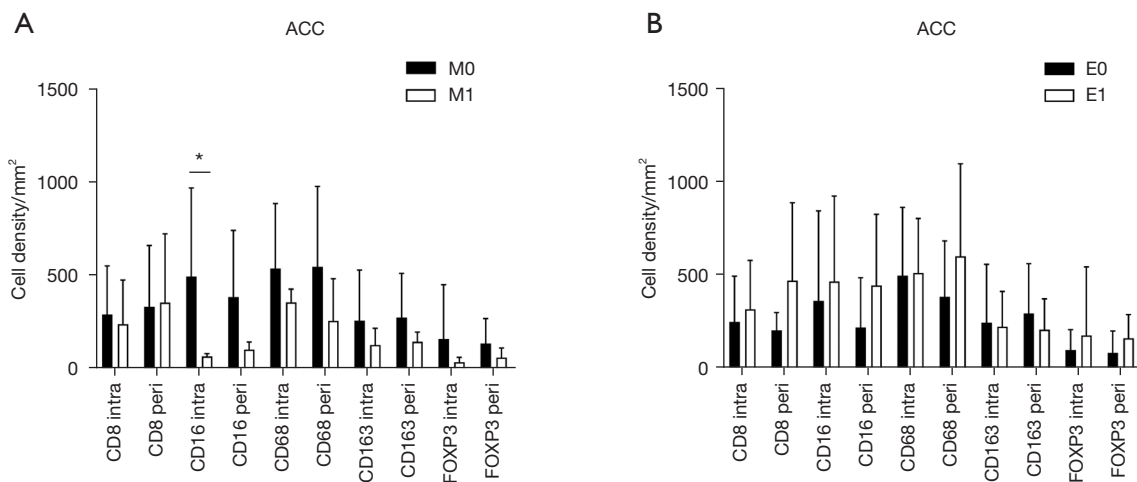 A
ACC
M0
M1
1500
1000
500
0
Cell density/mm²
*
CD8 intra
CD8 peri
CD16 intra
CD16 peri
CD68 intra
CD68 peri
CD163 intra
CD163 peri
FOXP3 intra
FOXP3 peri
B
ACC
E0
E1
1500
1000
500
0
Cell density/mm²
CD8 intra
CD8 peri
CD16 intra
CD16 peri
CD68 intra
CD68 peri
CD163 intra
CD163 peri
FOXP3 intra
FOXP3 peri